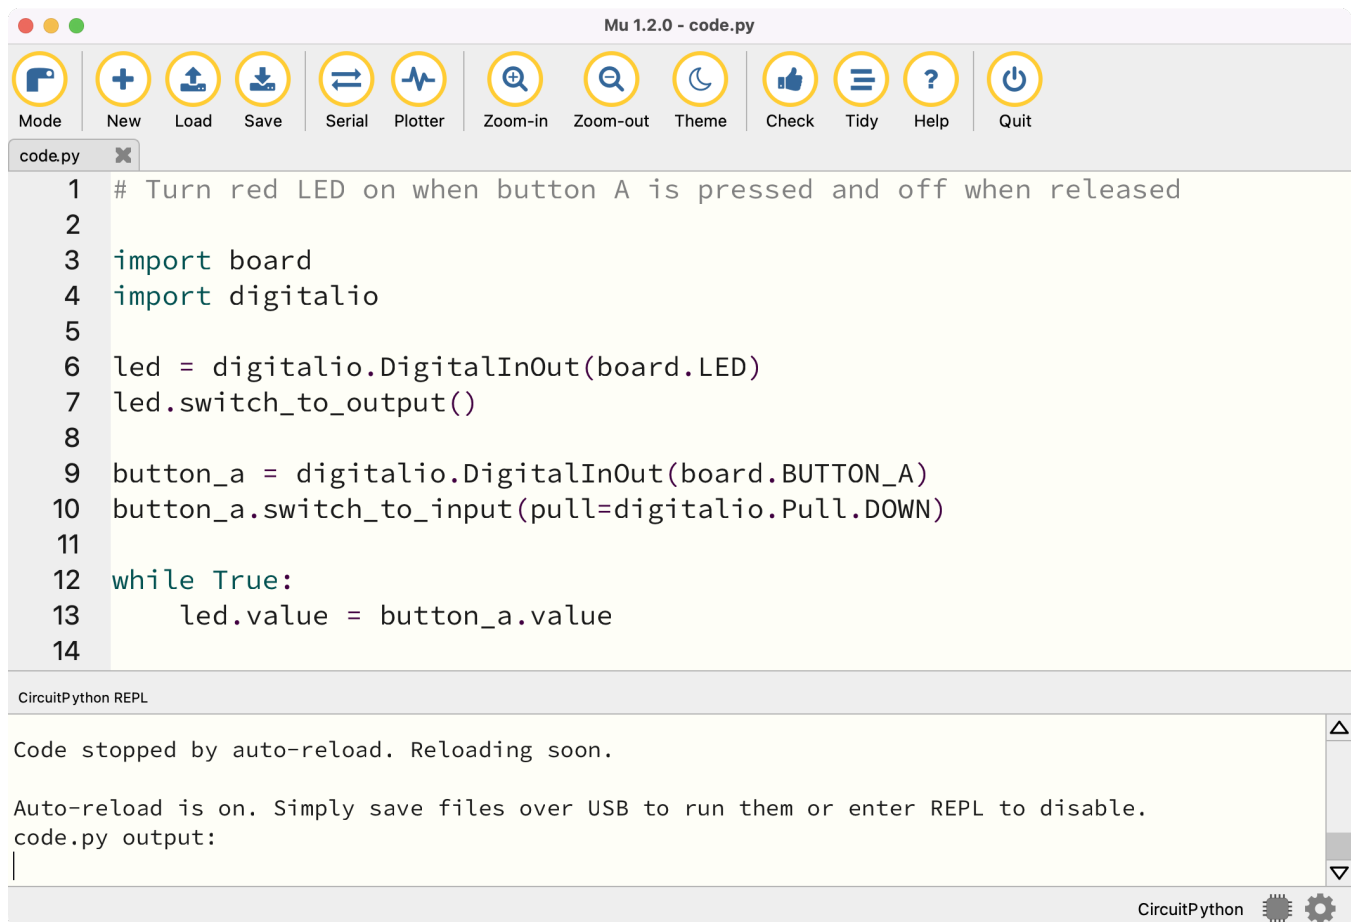 Mu 1.2.0 - code.py
Mode New Load Save Serial Plotter Zoom-in Zoom-out Theme Check Tidy Help Quit
code.py
1 # Turn red LED on when button A is pressed and off when released
2
3 import board
4 import digitalio
5
6 led = digitalio.DigitalInOut(board.LED)
7 led.switch_to_output()
8
9 button_a = digitalio.DigitalInOut(board.BUTTON_A)
10 button_a.switch_to_input(pull=digitalio.Pull.DOWN)
11
12 while True:
13     led.value = button_a.value
14
CircuitPython REPL
Code stopped by auto-reload. Reloading soon.
Auto-reload is on. Simply save files over USB to run them or enter REPL to disable.
code.py output:
CircuitPython